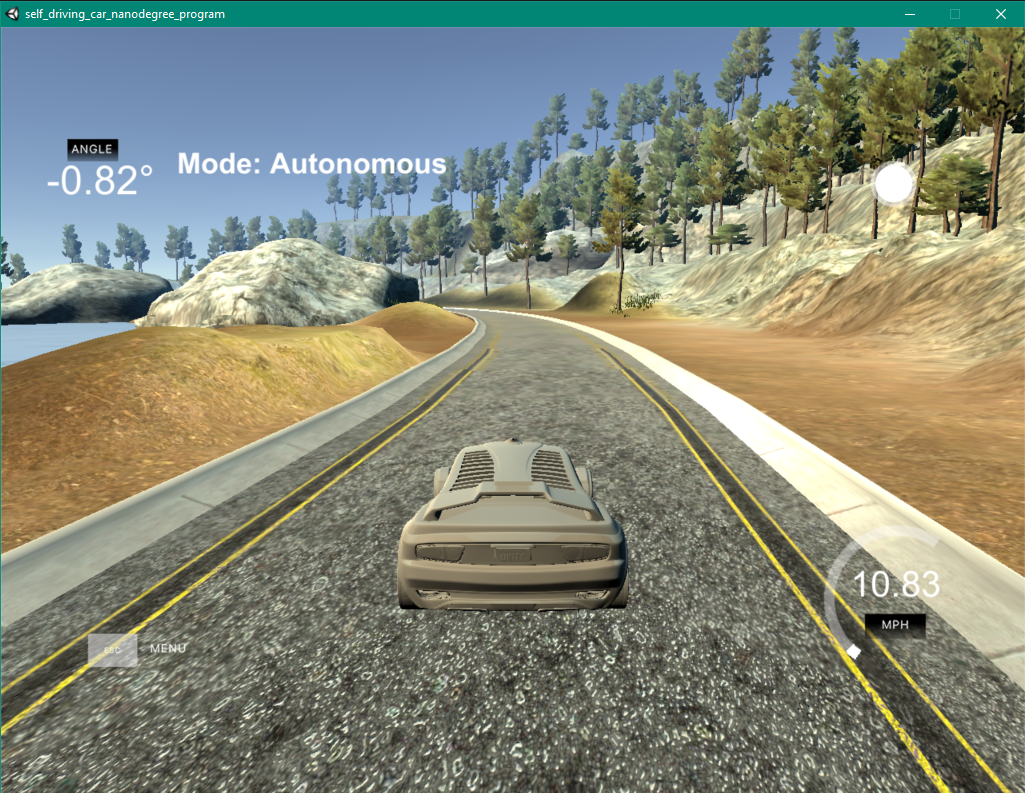 self_driving_car_nanodegree_program
ANGLE
-0.82°
Mode: Autonomous
10.83
MPH
ESC
MENU